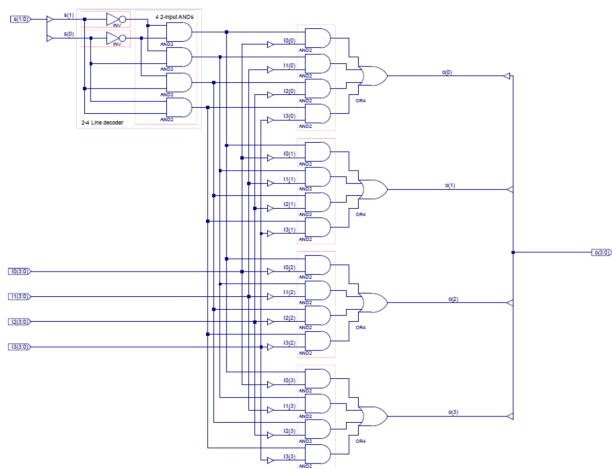 s(1:0)
s(1)
s(0)
INV
INV
4 2-input ANDs
AND2
AND2
AND2
AND2
2-4 Line decoder
I0(0)
AND2
I1(0)
AND2
I2(0)
AND2
I3(0)
AND2
OR4
o(0)
I0(1)
AND2
I1(1)
AND2
I2(1)
AND2
I3(1)
AND2
OR4
o(1)
I0(3:0)
I1(3:0)
I2(3:0)
I3(3:0)
I0(2)
AND2
I1(2)
AND2
I2(2)
AND2
I3(2)
AND2
OR4
o(2)
o(3:0)
I0(3)
AND2
I1(3)
AND2
I2(3)
AND2
I3(3)
AND2
OR4
o(3)